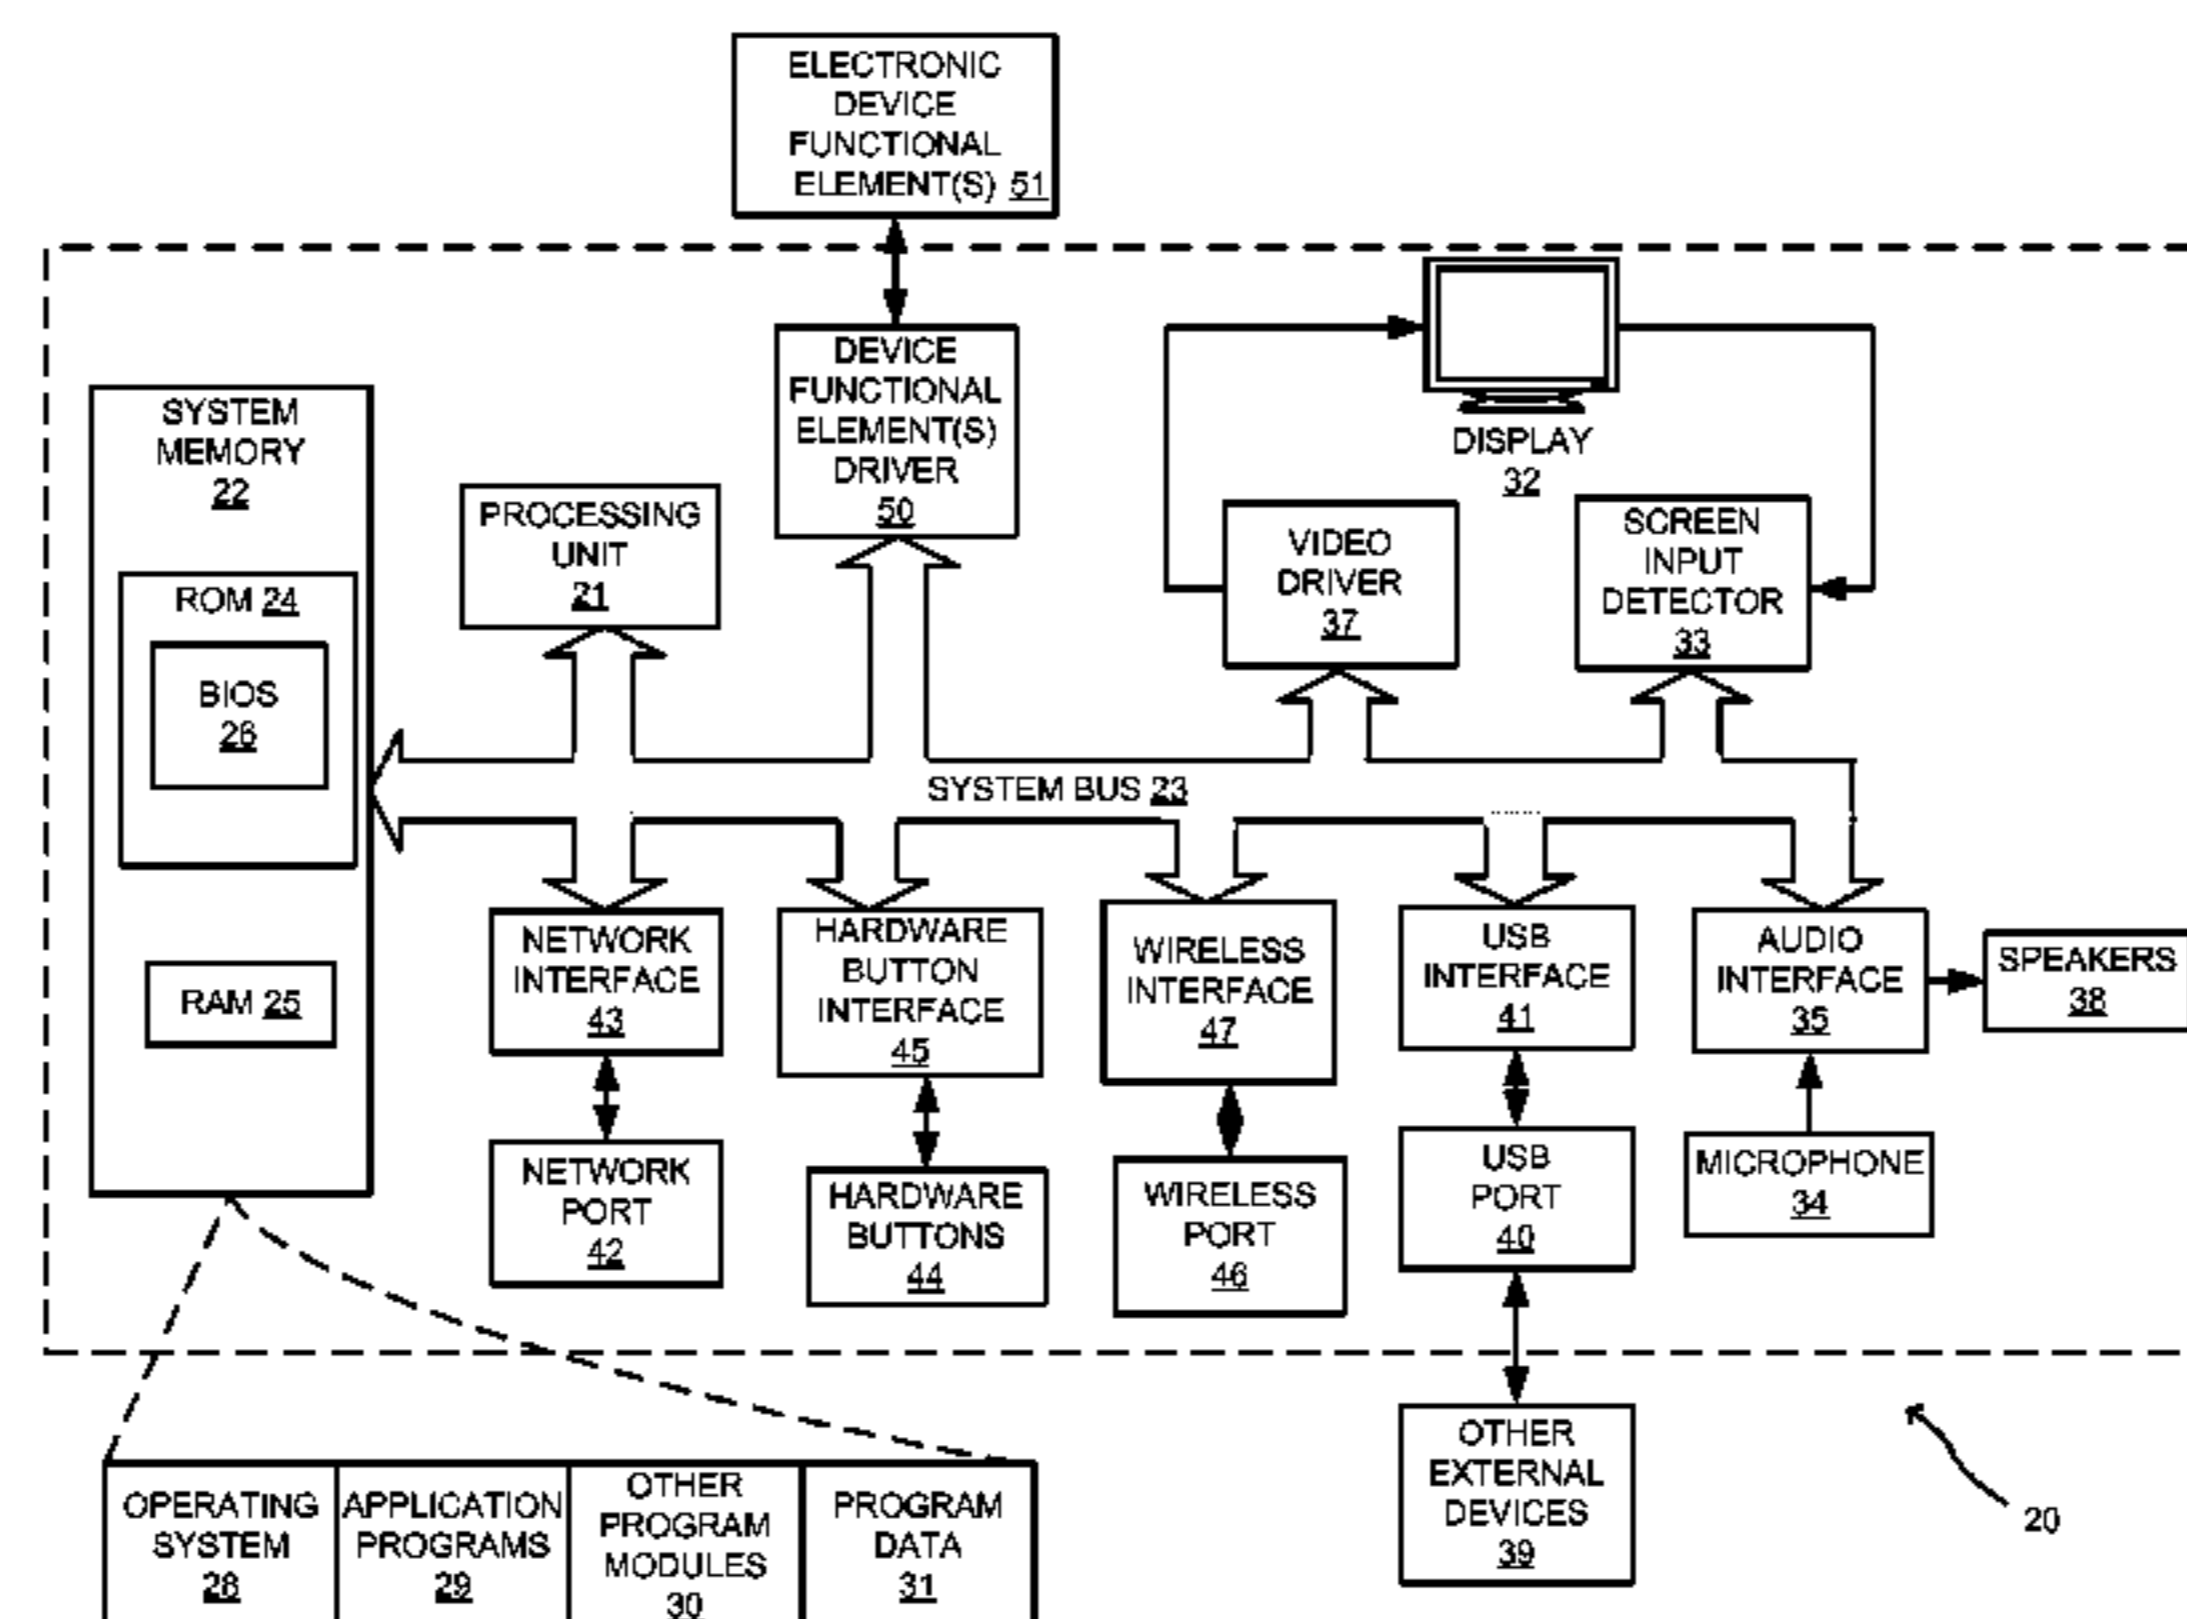 ELECTRONIC
DEVICE
FUNCTIONAL
ELEMENT(S) 51
DEVICE
FUNCTIONAL
ELEMENT(S)
DRIVER
50
DISPLAY
32
SYSTEM
MEMORY
22
PROCESSING
UNIT
21
VIDEO
DRIVER
37
SCREEN
INPUT
DETECTOR
33
ROM 24
BIOS
26
RAM 25
SYSTEM BUS 23
NETWORK
INTERFACE
43
HARDWARE
BUTTON
INTERFACE
45
WIRELESS
INTERFACE
47
USB
INTERFACE
41
AUDIO
INTERFACE
35
SPEAKERS
38
NETWORK
PORT
42
HARDWARE
BUTTONS
44
WIRELESS
PORT
46
USB
PORT
40
MICROPHONE
34
OPERATING
SYSTEM
28
APPLICATION
PROGRAMS
29
OTHER
PROGRAM
MODULES
30
PROGRAM
DATA
31
OTHER
EXTERNAL
DEVICES
39
20